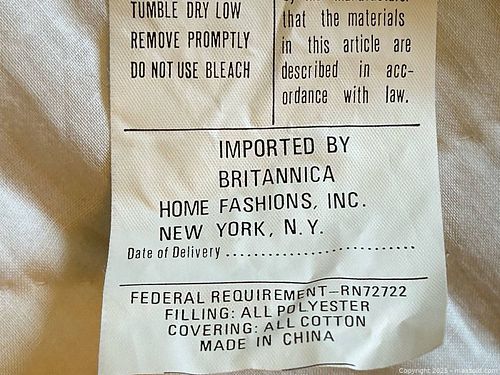 TUMBLE DRY LOW
REMOVE PROMPTLY
DO NOT USE BLEACH
that the materials
in this article are
described in acc-
ordance with law.
IMPORTED BY
BRITANNICA
HOME FASHIONS, INC.
NEW YORK, N.Y.
Date of Delivery ..............................
FEDERAL REQUIREMENT—RN72722
FILLING: ALL POLYESTER
COVERING: ALL COTTON
MADE IN CHINA